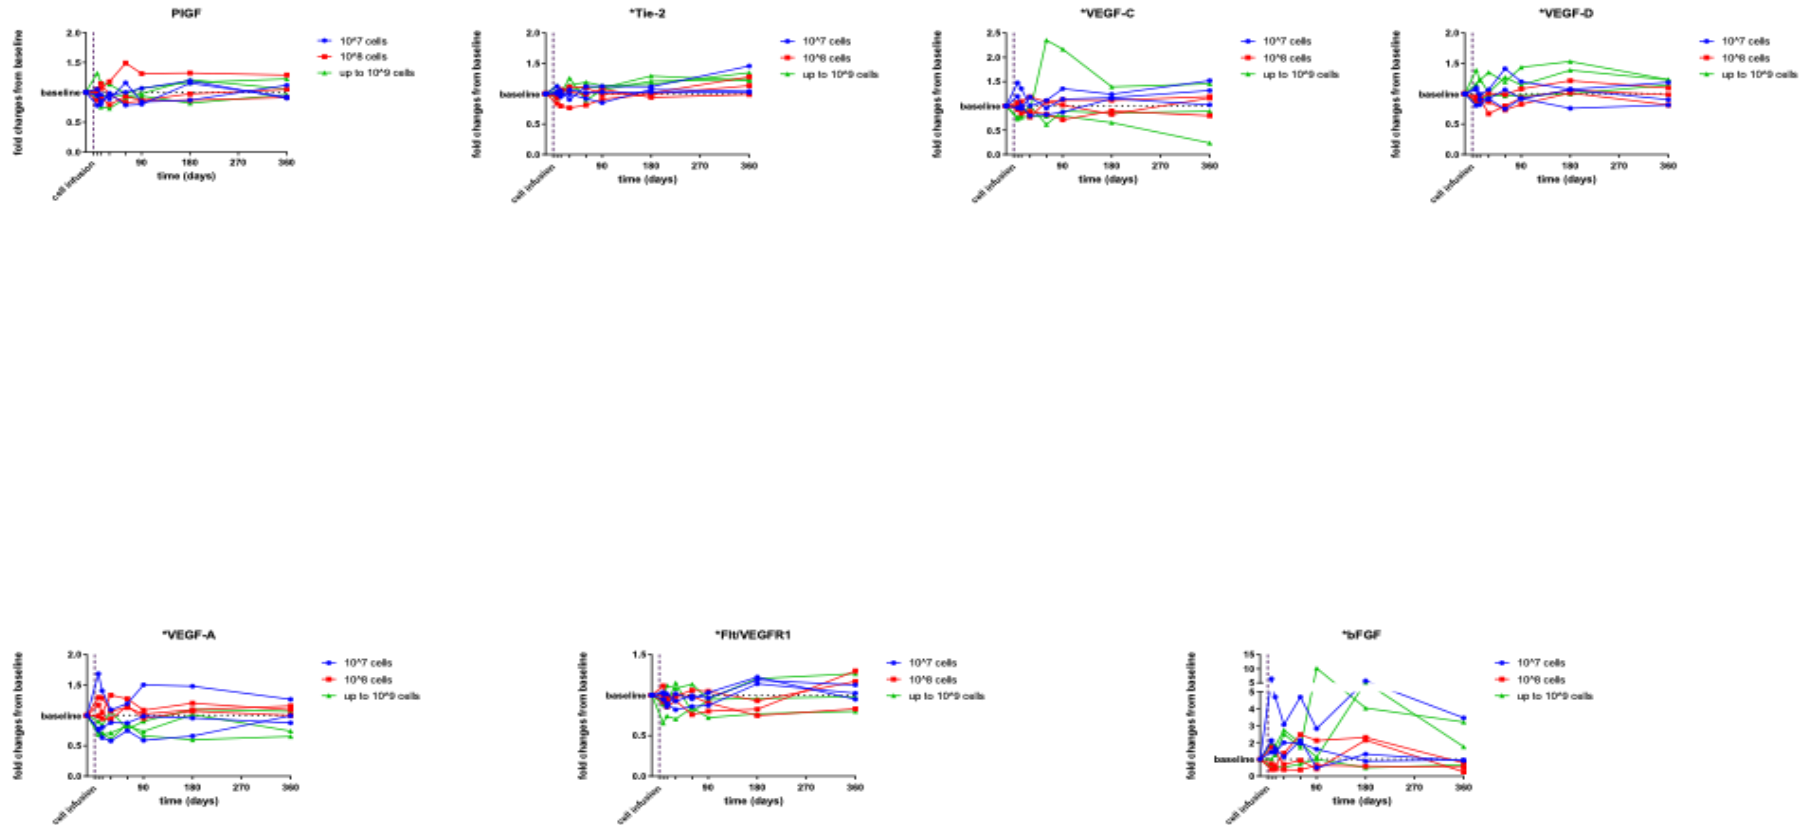 PIGF
fold changes from baseline
2.0
1.5
baseline
0.5
0.0
90
180
270
360
cell infusion
time (days)
10^7 cells
10^8 cells
up to 10^9 cells
*Tie-2
fold changes from baseline
2.0
1.5
baseline
0.5
0.0
90
180
270
360
cell infusion
time (days)
10^7 cells
10^8 cells
up to 10^9 cells
*VEGF-C
fold changes from baseline
2.5
2.0
1.5
baseline
0.5
0.0
90
180
270
360
cell infusion
time (days)
10^7 cells
10^8 cells
up to 10^9 cells
*VEGF-D
fold changes from baseline
2.0
1.5
baseline
0.5
0.0
90
180
270
360
cell infusion
time (days)
10^7 cells
10^8 cells
up to 10^9 cells
*VEGF-A
fold changes from baseline
2.0
1.5
baseline
0.5
0.0
90
180
270
360
cell infusion
time (days)
10^7 cells
10^8 cells
up to 10^9 cells
*Flt/VEGFR1
fold changes from baseline
1.5
baseline
0.5
0.0
90
180
270
360
cell infusion
time (days)
10^7 cells
10^8 cells
up to 10^9 cells
*bFGF
fold changes from baseline
15
10
5
4
3
2
baseline
0
90
180
270
360
cell infusion
time (days)
10^7 cells
10^8 cells
up to 10^9 cells